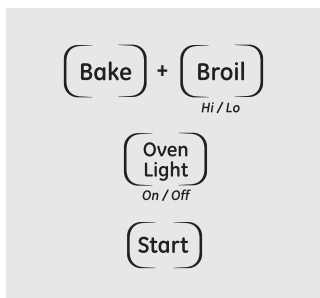 Bake + Broil
Hi / Lo
Oven
Light
On / Off
Start